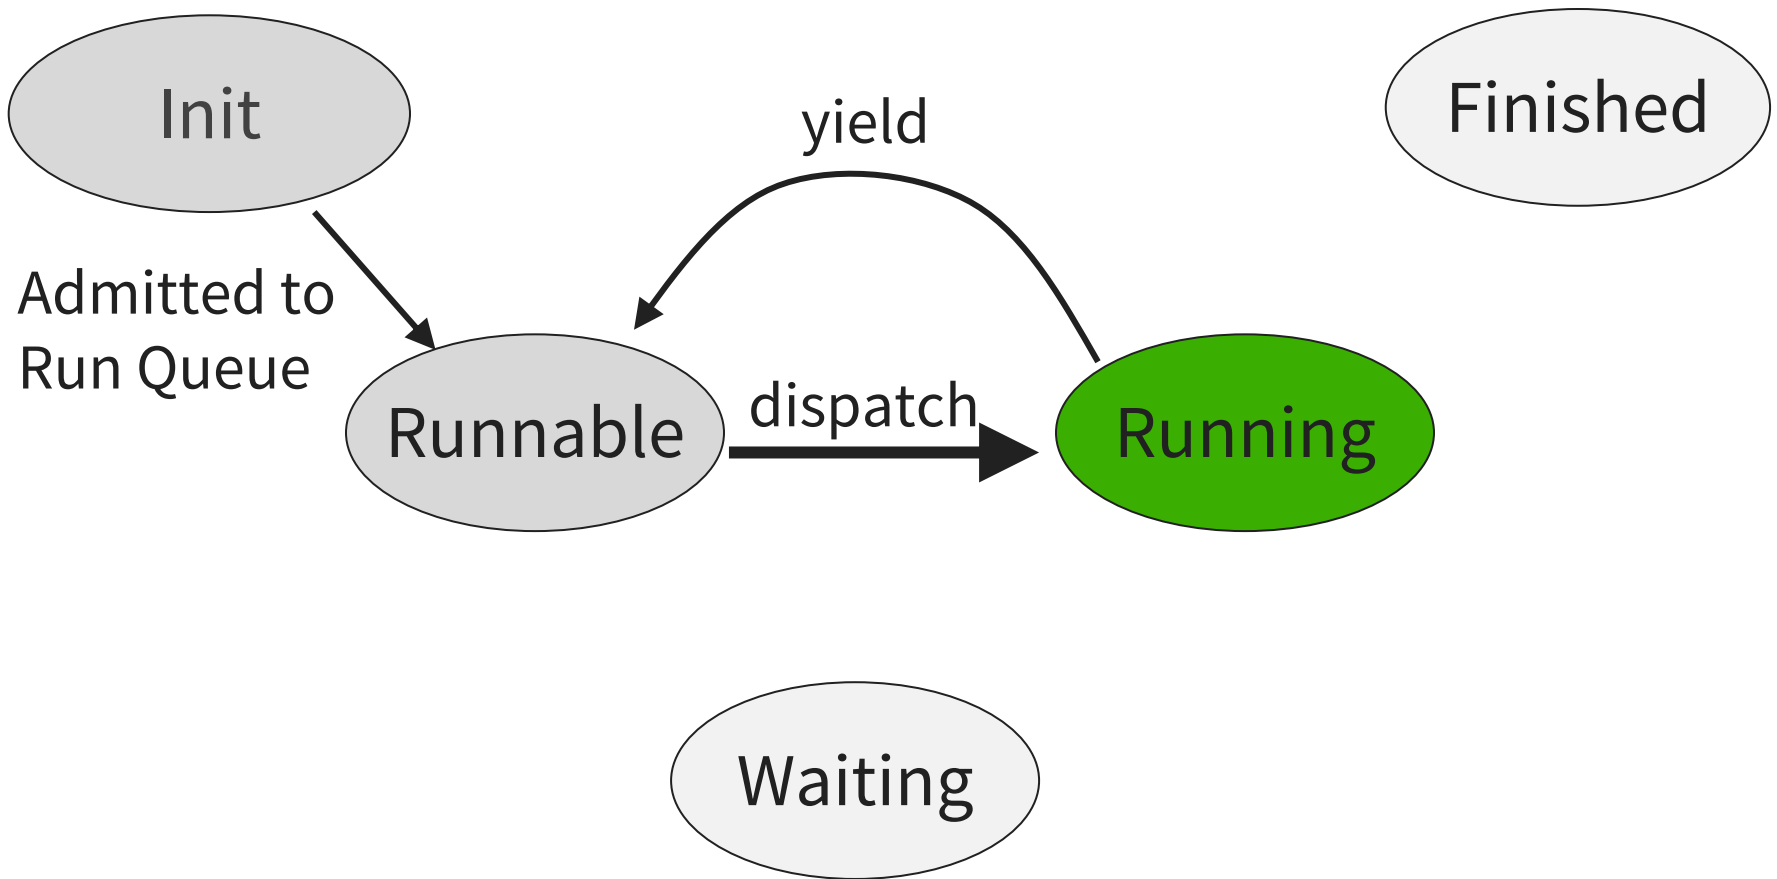 Init
Finished
yield
Admitted to
Run Queue
dispatch
Runnable
Running
Waiting